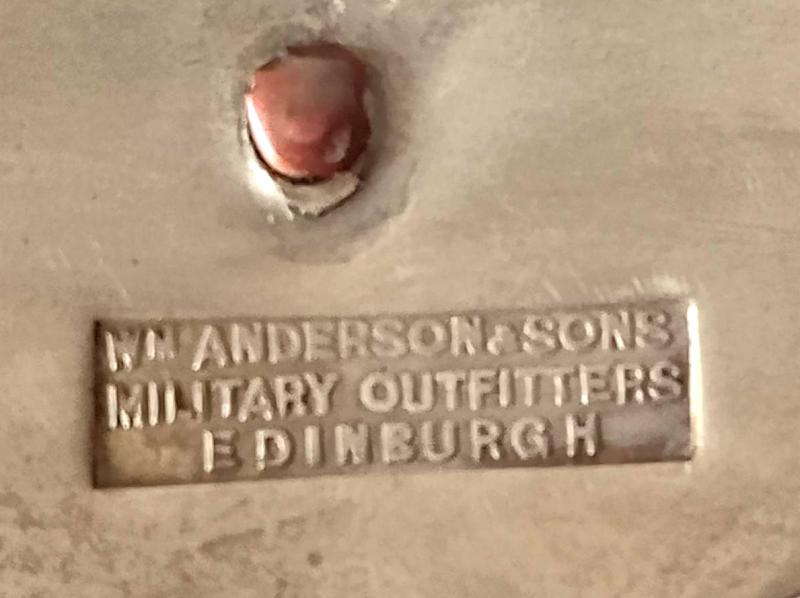 WM ANDERSON & SONS
MILITARY OUTFITTERS
EDINBURGH